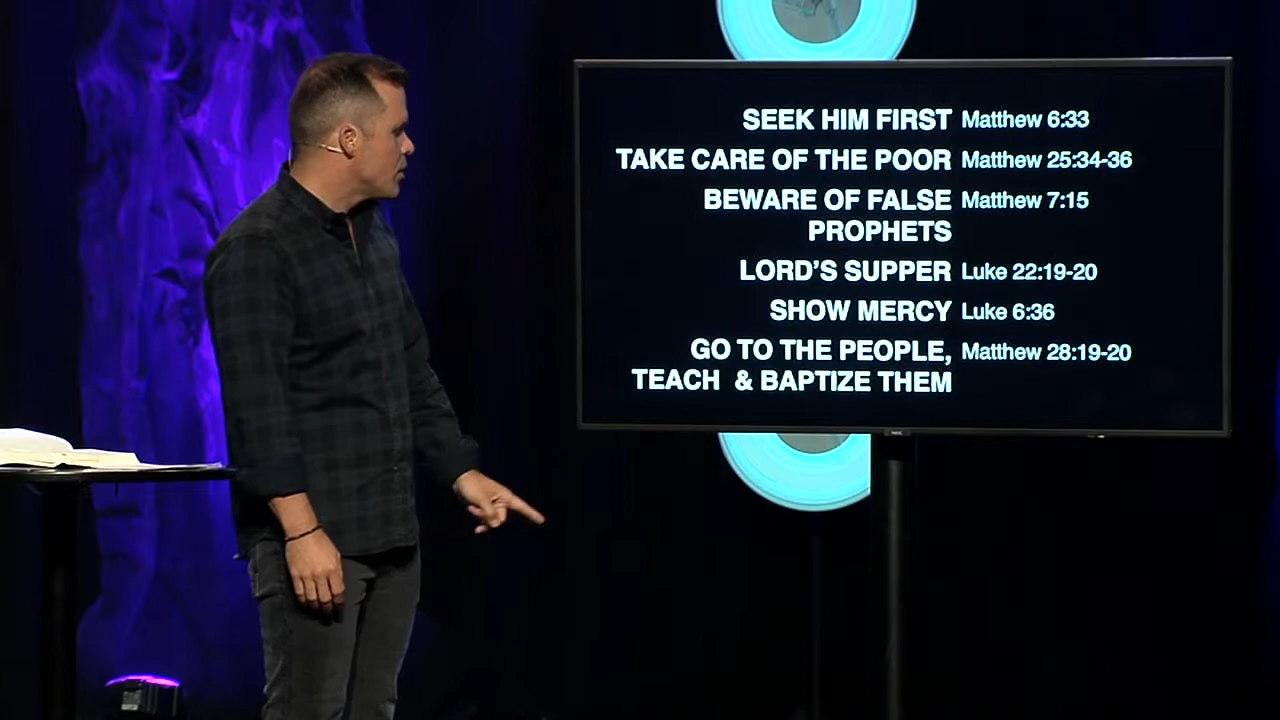 SEEK HIM FIRST Matthew 6:33
TAKE CARE OF THE POOR Matthew 25:34-36
BEWARE OF FALSE Matthew 7:15
PROPHETS
LORD'S SUPPER Luke 22:19-20
SHOW MERCY Luke 6:36
GO TO THE PEOPLE, Matthew 28:19-20
TEACH & BAPTIZE THEM